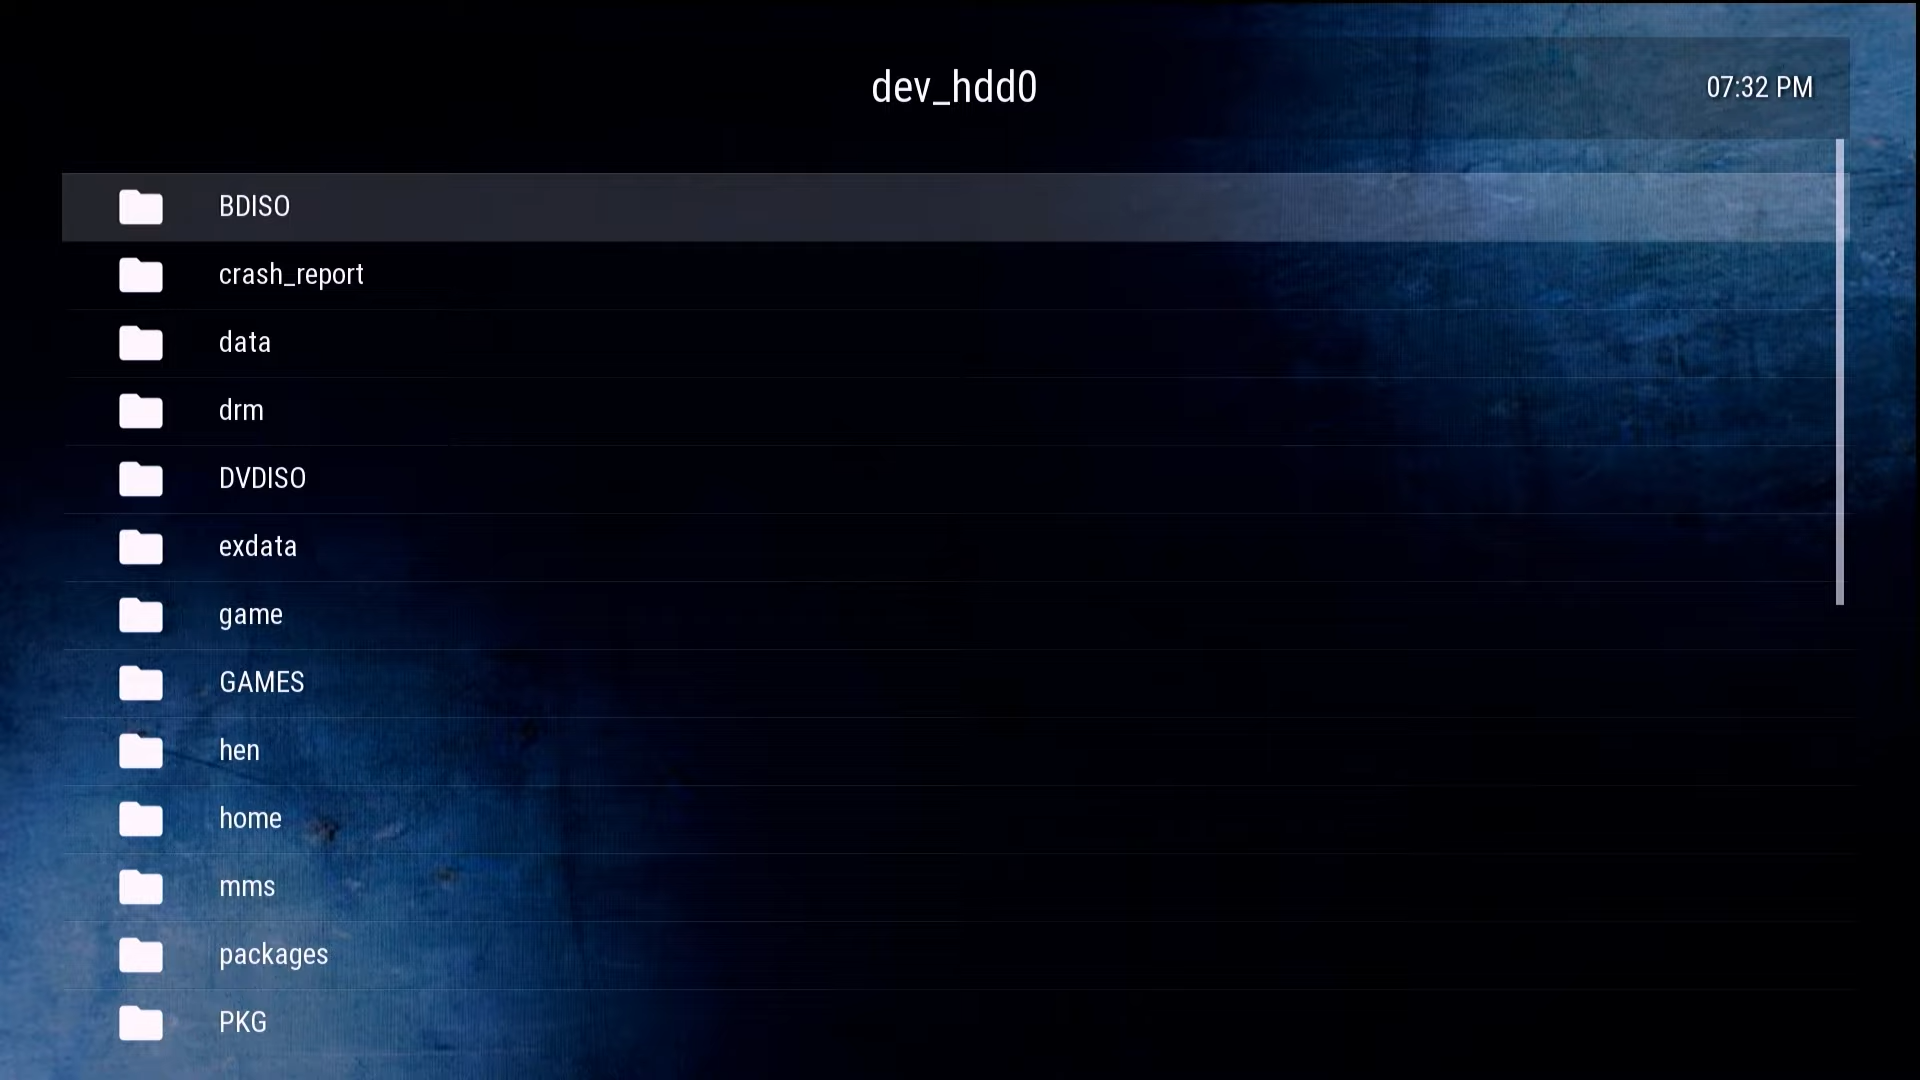 dev_hdd0
07:32 PM
BDISO
crash_report
data
drm
DVDISO
exdata
game
GAMES
hen
home
mms
packages
PKG